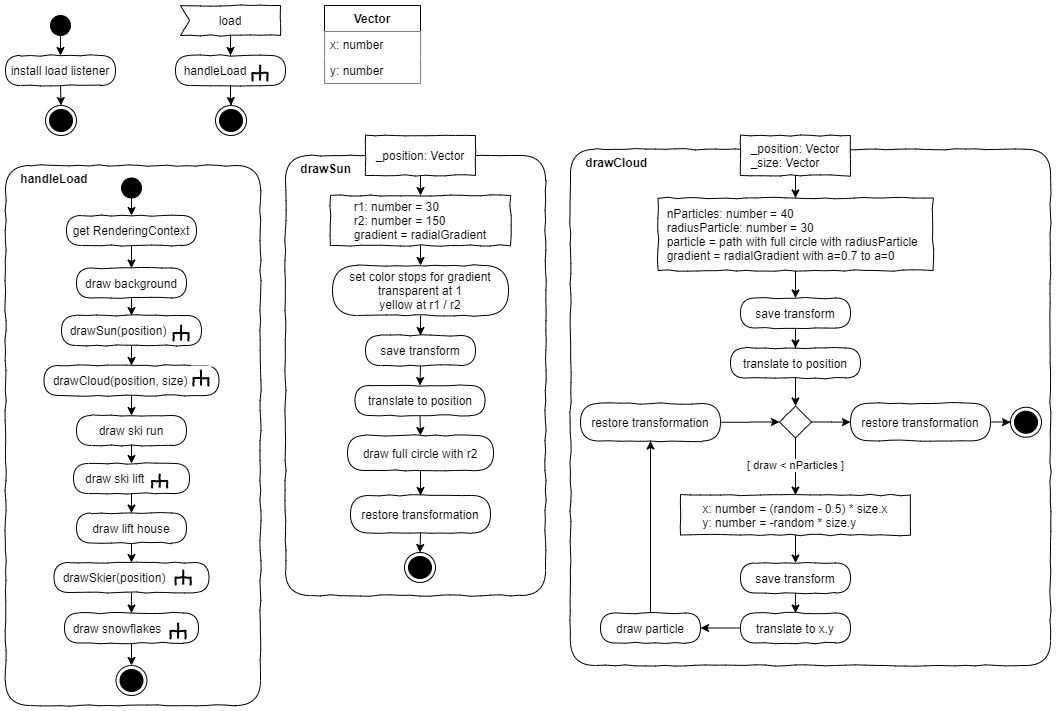 install load listener
load
handleLoad
Vector
x: number
y: number
handleLoad
get RenderingContext
draw background
drawSun(position)
drawCloud(position, size)
draw ski run
draw ski lift
draw lift house
drawSkier(position)
draw snowflakes
drawSun
_position: Vector
r1: number = 30
r2: number = 150
gradient = radialGradient
set color stops for gradient
transparent at 1
yellow at r1 / r2
save transform
translate to position
draw full circle with r2
restore transformation
drawCloud
_position: Vector
_size: Vector
nParticles: number = 40
radiusParticle: number = 30
particle = path with full circle with radiusParticle
gradient = radialGradient with a=0.7 to a=0
save transform
translate to position
restore transformation
restore transformation
[ draw < nParticles ]
x: number = (random - 0.5) * size.x
y: number = -random * size.y
save transform
translate to x.y
draw particle